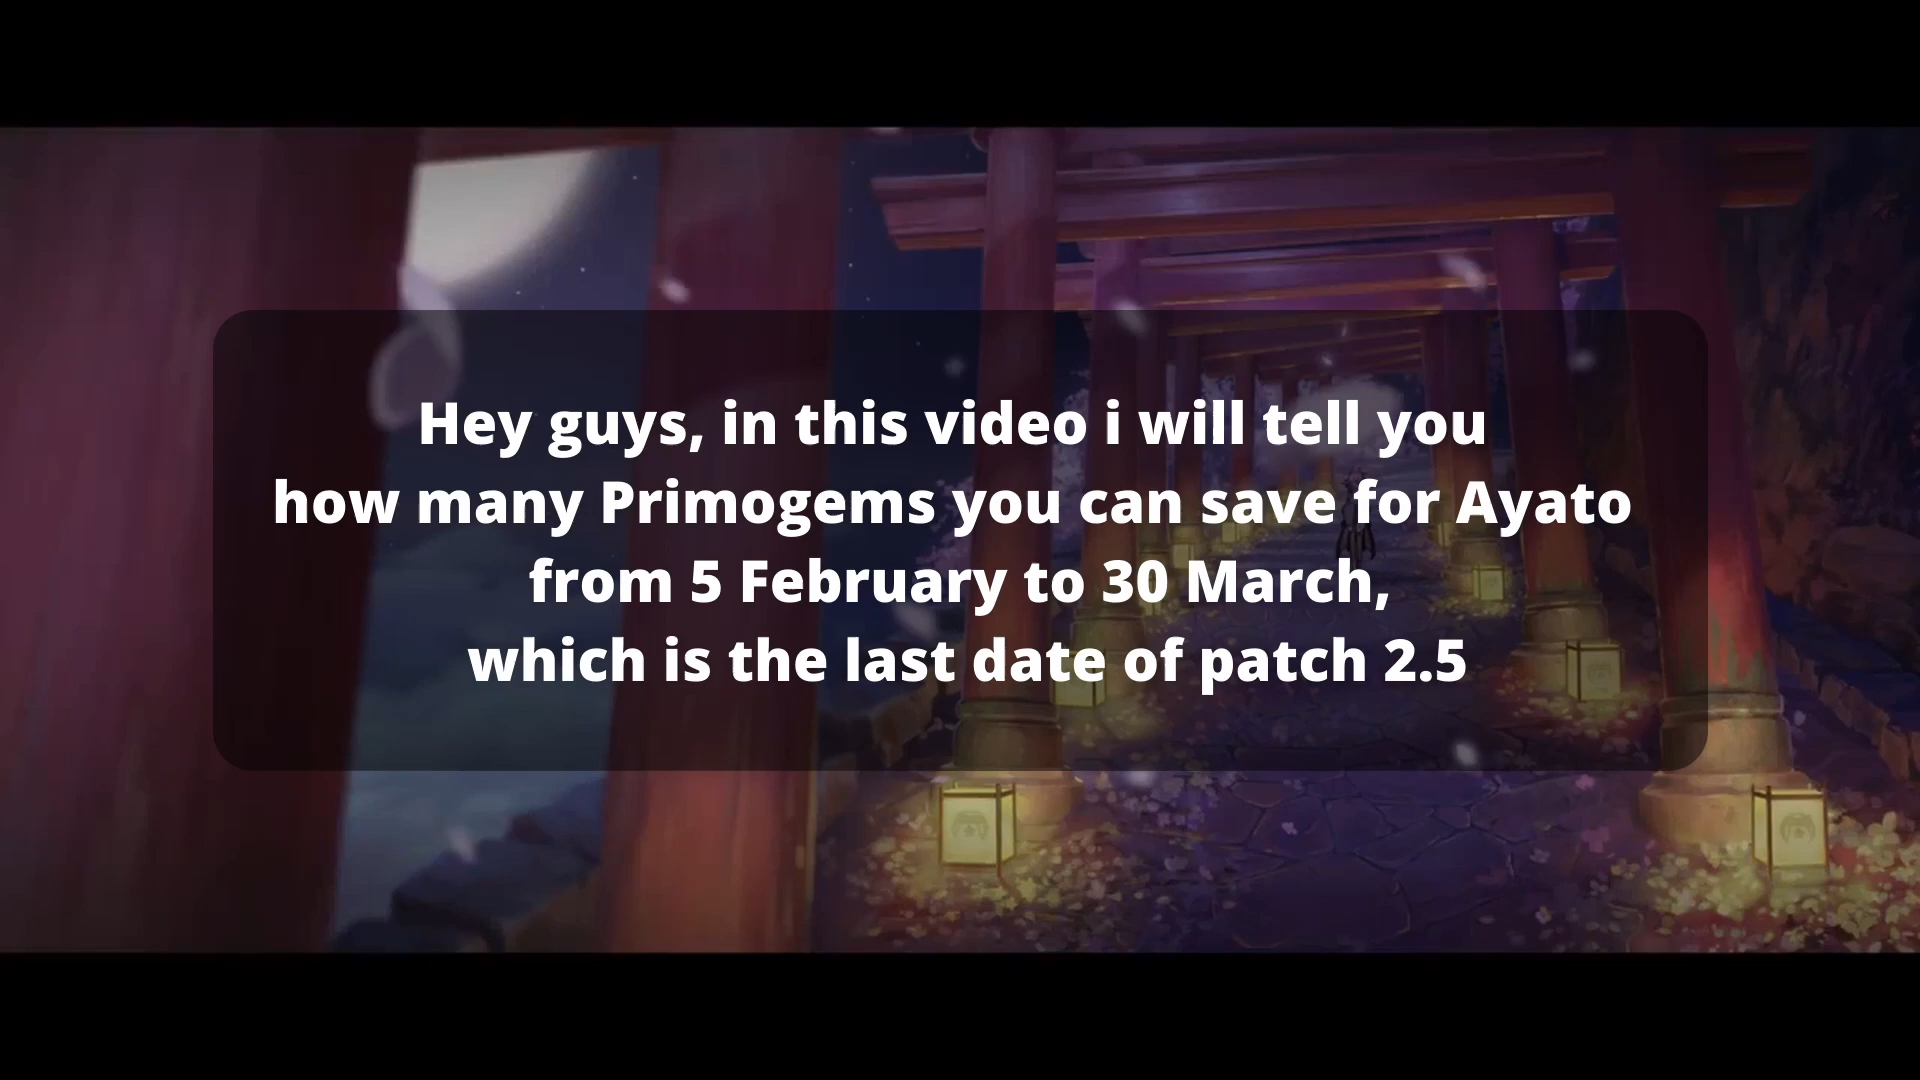 Hey guys, in this video i will tell you
how many Primogems you can save for Ayato
from 5 February to 30 March,
which is the last date of patch 2.5